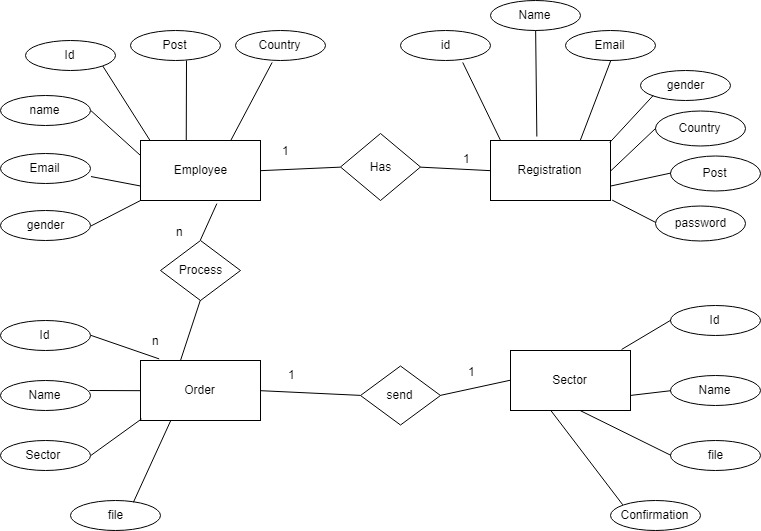 Name
Id
Post
Country
id
Email
gender
name
Country
1
1
Employee
Has
Registration
Email
Post
gender
password
n
Process
Id
n
Id
1
1
Order
send
Sector
Name
Name
Sector
file
file
Confirmation